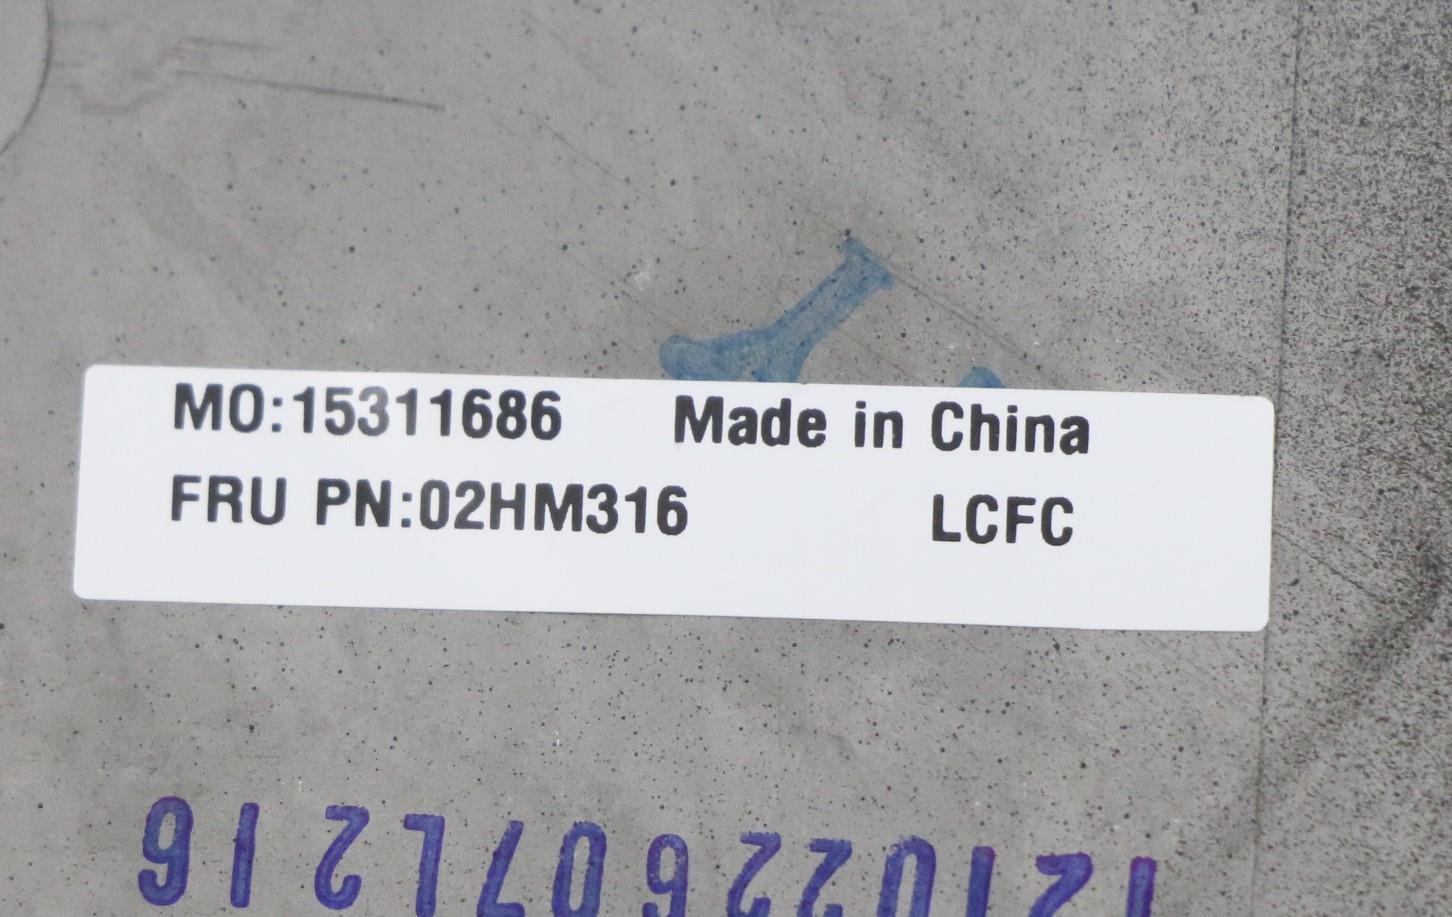 MO:15311686 Made in China
FRU PN:02HM316 LCFC